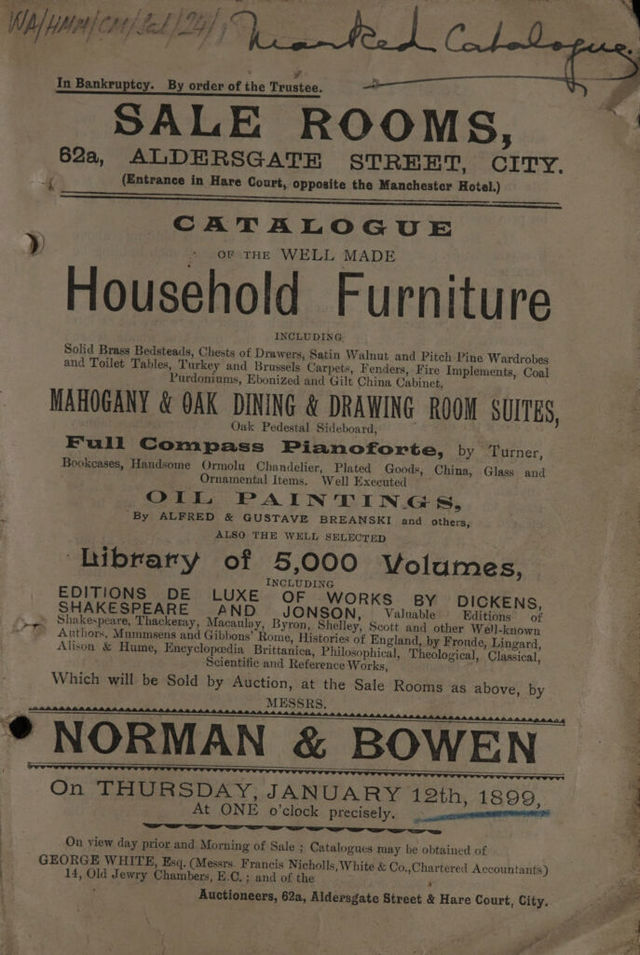 WA/HMM/CM/Sal/24/1
Marked Catalogue.
In Bankruptcy. By order of the Trustee.
SALE ROOMS,
62a, ALDERSGATE STREET, CITY.
(Entrance in Hare Court, opposite the Manchester Hotel.)
CATALOGUE
OF THE WELL MADE
Household Furniture
INCLUDING
Solid Brass Bedsteads, Chests of Drawers, Satin Walnut and Pitch Pine Wardrobes
and Toilet Tables, Turkey and Brussels Carpets, Fenders, Fire Implements, Coal
Purdoniums, Ebonized and Gilt China Cabinet,
MAHOGANY & OAK DINING & DRAWING ROOM SUITES,
Oak Pedestal Sideboard,
Full Compass Pianoforte, by Turner,
Bookcases, Handsome Ormolu Chandelier, Plated Goods, China, Glass and
Ornamental Items, Well Executed
OIL PAINTINGS,
By ALFRED & GUSTAVE BREANSKI and others,
ALSO THE WELL SELECTED
Library of 5,000 Volumes,
INCLUDING
EDITIONS DE LUXE OF WORKS BY DICKENS,
SHAKESPEARE AND JONSON, Valuable Editions of
Shakespeare, Thackeray, Macaulay, Byron, Shelley, Scott and other Well-known
Authors, Mummsens and Gibbons' Rome, Histories of England, by Froude, Lingard,
Alison & Hume, Encyclopœdia Brittanica, Philosophical, Theological, Classical,
Scientific and Reference Works,
Which will be Sold by Auction, at the Sale Rooms as above, by
MESSRS.
NORMAN & BOWEN
On THURSDAY, JANUARY 12th, 1899,
At ONE o'clock precisely.
On view day prior and Morning of Sale; Catalogues may be obtained of
GEORGE WHITE, Esq. (Messrs. Francis Nicholls, White & Co., Chartered Accountants)
14, Old Jewry Chambers, E.C.; and of the
Auctioneers, 62a, Aldersgate Street & Hare Court, City.